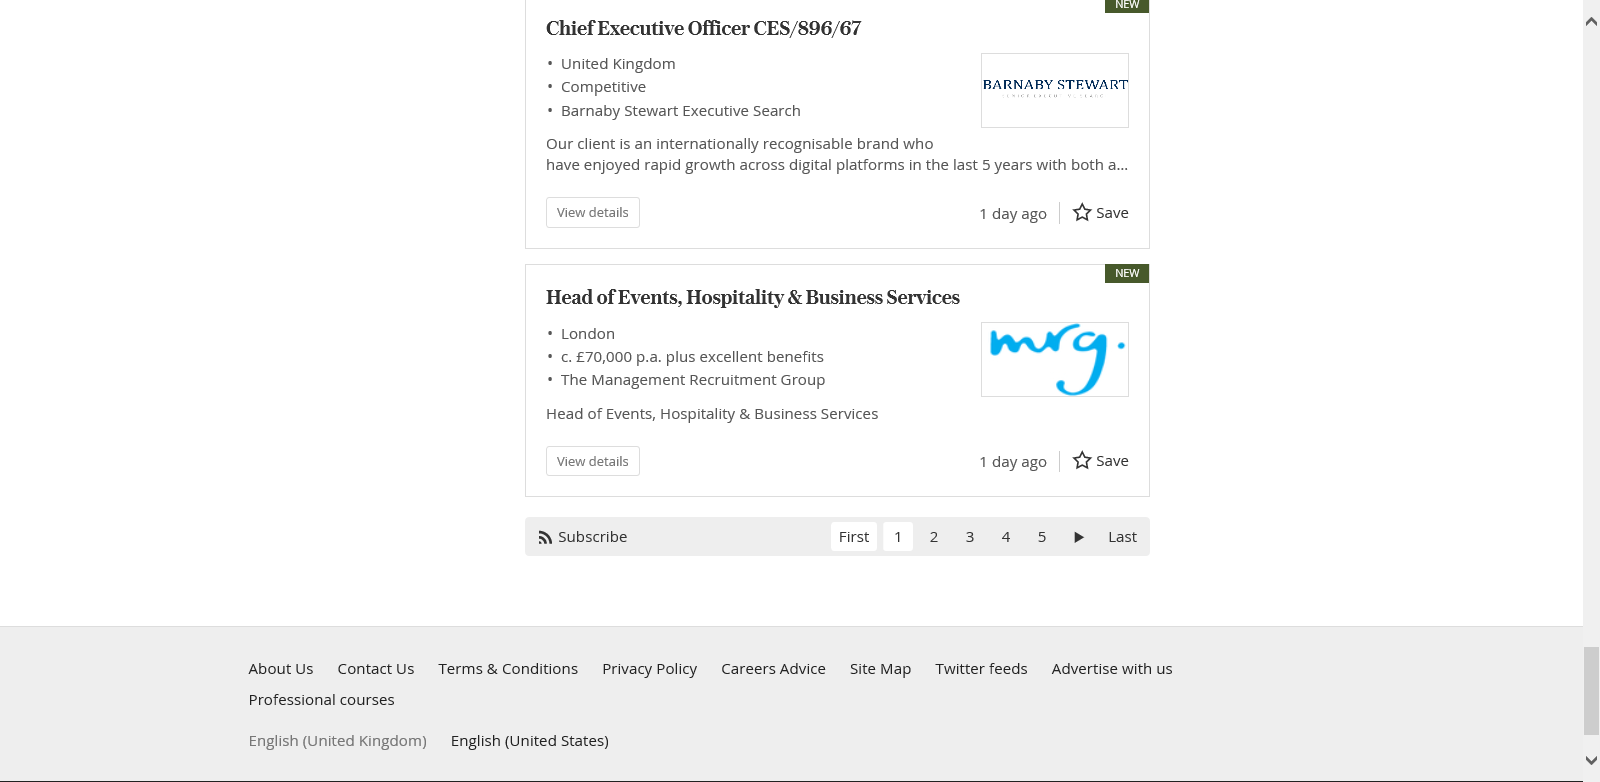 NEW
Chief Executive Officer CES/896/67
• United Kingdom
• Competitive
• Barnaby Stewart Executive Search
BARNABY STEWART
Our client is an internationally recognisable brand who
have enjoyed rapid growth across digital platforms in the last 5 years with both a...
View details
1 day ago
Save
NEW
Head of Events, Hospitality & Business Services
• London
• c. £70,000 p.a. plus excellent benefits
• The Management Recruitment Group
mrg.
Head of Events, Hospitality & Business Services
View details
1 day ago
Save
Subscribe
First 1 2 3 4 5 ▶ Last
About Us Contact Us Terms & Conditions Privacy Policy Careers Advice Site Map Twitter feeds Advertise with us
Professional courses
English (United Kingdom) English (United States)